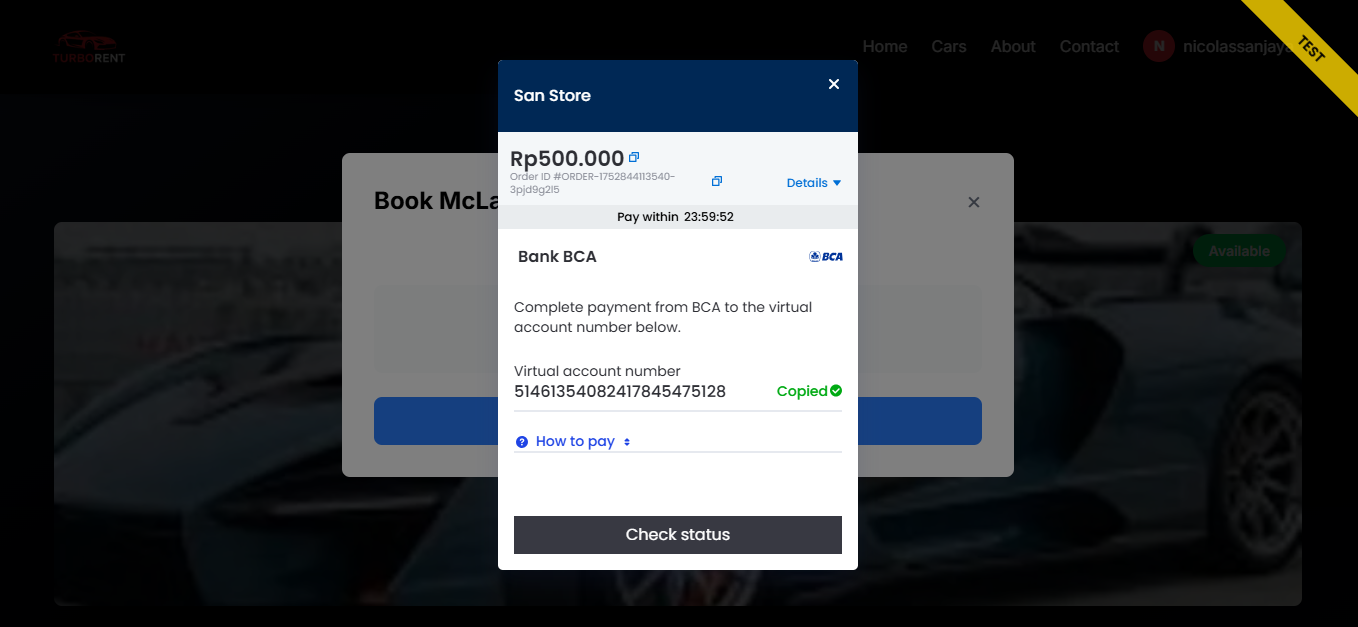 TURBORENT
Home Cars About Contact N nicolassanjaya
TEST
San Store
Rp500.000
Order ID #ORDER-1752844113540-
3pjd9g2l5
Details
Pay within 23:59:52
Book McLa
Available
Bank BCA
BCA
Complete payment from BCA to the virtual
account number below.
Virtual account number
51461354082417845475128
Copied
How to pay
Check status